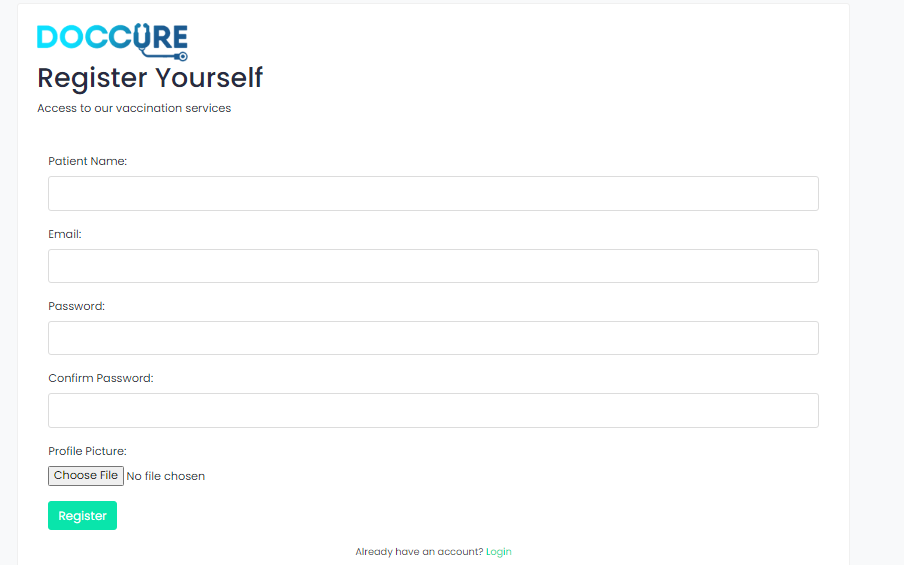 DOCCURE
Register Yourself
Access to our vaccination services
Patient Name:
Email:
Password:
Confirm Password:
Profile Picture:
Choose File No file chosen
Register
Already have an account? Login